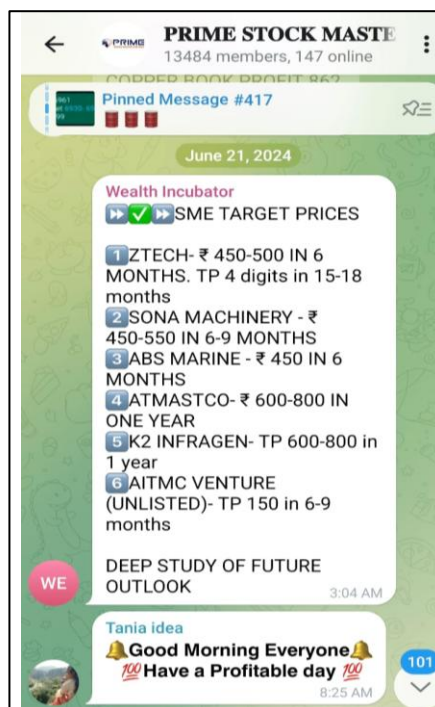 PRIME
PRIME STOCK MASTE
13484 members, 147 online
COPPER BOOK PROFIT 862
Pinned Message #417
🛢️🛢️🛢️
June 21, 2024
Wealth Incubator
⏩✅⏩SME TARGET PRICES
1️⃣ZTECH- ₹ 450-500 IN 6
MONTHS. TP 4 digits in 15-18
months
2️⃣SONA MACHINERY - ₹
450-550 IN 6-9 MONTHS
3️⃣ABS MARINE - ₹ 450 IN 6
MONTHS
4️⃣ATMASTCO- ₹ 600-800 IN
ONE YEAR
5️⃣K2 INFRAGEN- TP 600-800 in
1 year
6️⃣AITMC VENTURE
(UNLISTED)- TP 150 in 6-9
months
DEEP STUDY OF FUTURE
OUTLOOK
3:04 AM
WE
Tania idea
🔔Good Morning Everyone🔔
💯Have a Profitable day 💯
8:25 AM
101